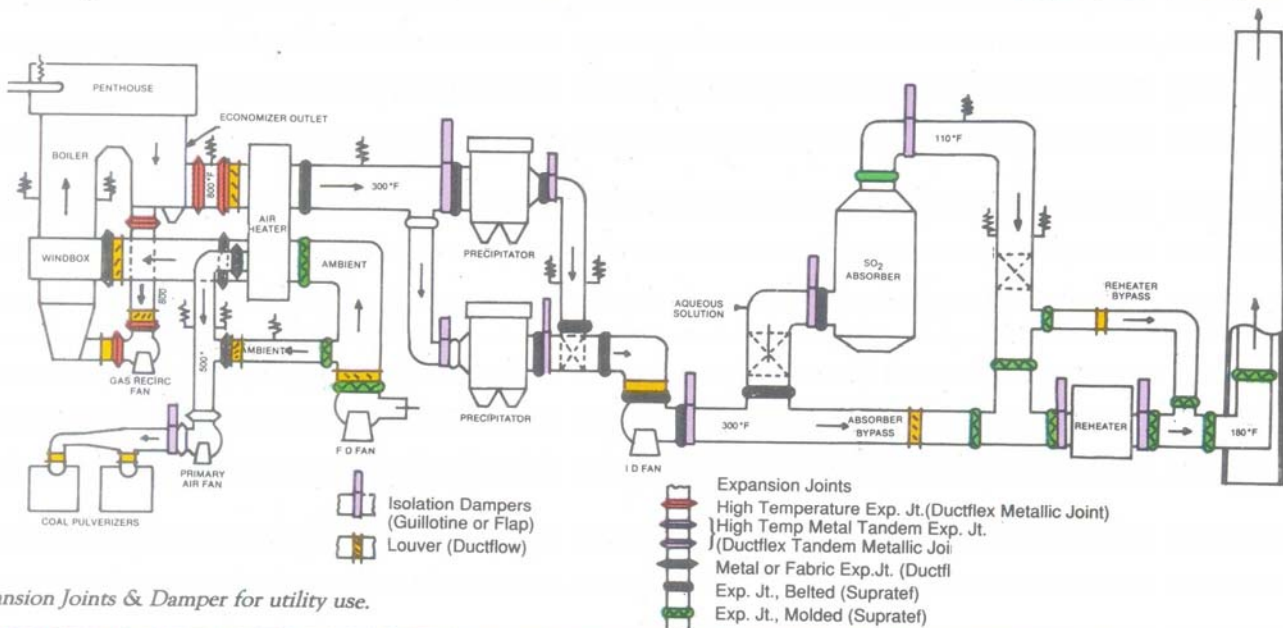 PENTHOUSE
ECONOMIZER OUTLET
BOILER
800°F
AIR
HEATER
300°F
PRECIPITATOR
WINDBOX
AMBIENT
800
500°
AMBIENT
GAS RECIRC
FAN
PRECIPITATOR
F D FAN
PRIMARY
AIR FAN
COAL PULVERIZERS
110°F
SO2
ABSORBER
AQUEOUS
SOLUTION
REHEATER
BYPASS
300°F
ABSORBER
BYPASS
REHEATER
180°F
I D FAN
Isolation Dampers
(Guillotine or Flap)
Louver (Ductflow)
Expansion Joints
High Temperature Exp. Jt.(Ductflex Metallic Joint)
High Temp Metal Tandem Exp. Jt.
(Ductflex Tandem Metallic Joi
Metal or Fabric Exp.Jt. (Ductfl
Exp. Jt., Belted (Supratef)
Exp. Jt., Molded (Supratef)
ansion Joints & Damper for utility use.